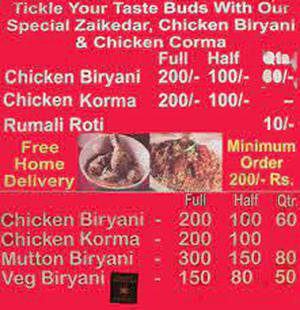 Tickle Your Taste Buds With Our
Special Zaikedar, Chicken Biryani
& Chicken Corma
Full Half Qtr.
Chicken Biryani 200/- 100/- 60/-
Chicken Korma 200/- 100/- --
Rumali Roti 10/-
Free
Home
Delivery
Minimum
Order
200/- Rs.
Full Half Qtr.
Chicken Biryani - 200 100 60
Chicken Korma - 200 100
Mutton Biryani - 300 150 80
Veg Biryani - 150 80 50